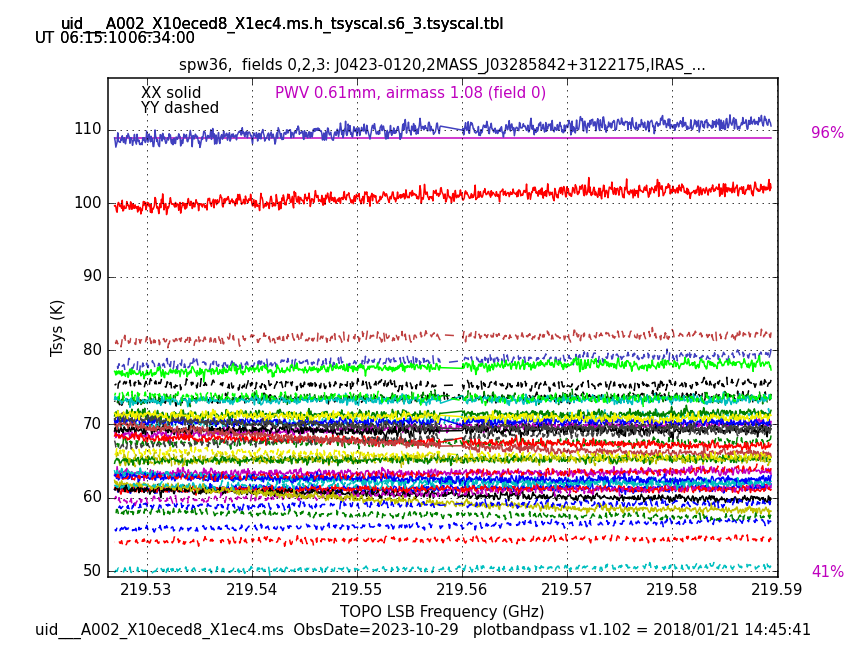 uid___A002_X10eced8_X1ec4.ms.h_tsyscal.s6_3.tsyscal.tbl
UT 06:15:10 06:34:00
spw36,  fields 0,2,3: J0423-0120,2MASS_J03285842+3122175,IRAS_...
XX solid
YY dashed
PWV 0.61mm, airmass 1.08 (field 0)
96%
41%
110
100
90
80
70
60
50
Tsys (K)
219.53 219.54 219.55 219.56 219.57 219.58 219.59
TOPO LSB Frequency (GHz)
uid___A002_X10eced8_X1ec4.ms  ObsDate=2023-10-29   plotbandpass v1.102 = 2018/01/21 14:45:41